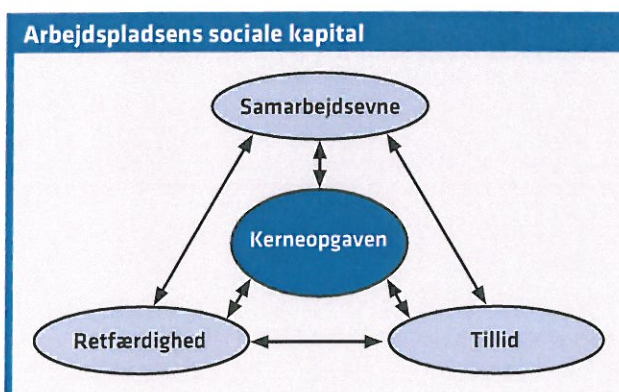 Arbejdspladsens sociale kapital
Samarbejdsevne
Kerneopgaven
Retfærdighed
Tillid